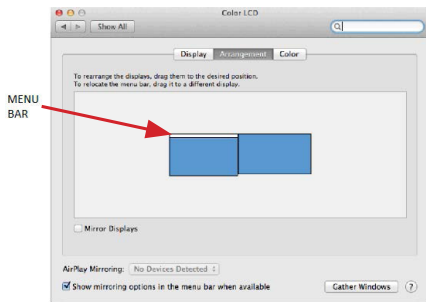 Color LCD
Show All
Display Arrangement Color
To rearrange the displays, drag them to the desired position.
To relocate the menu bar, drag it to a different display.
MENU
BAR
Mirror Displays
AirPlay Mirroring: No Devices Detected
Show mirroring options in the menu bar when available
Gather Windows ?